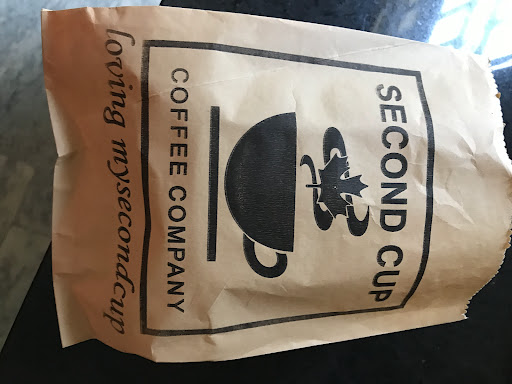 SECOND CUP
COFFEE COMPANY
loving mysecondcup